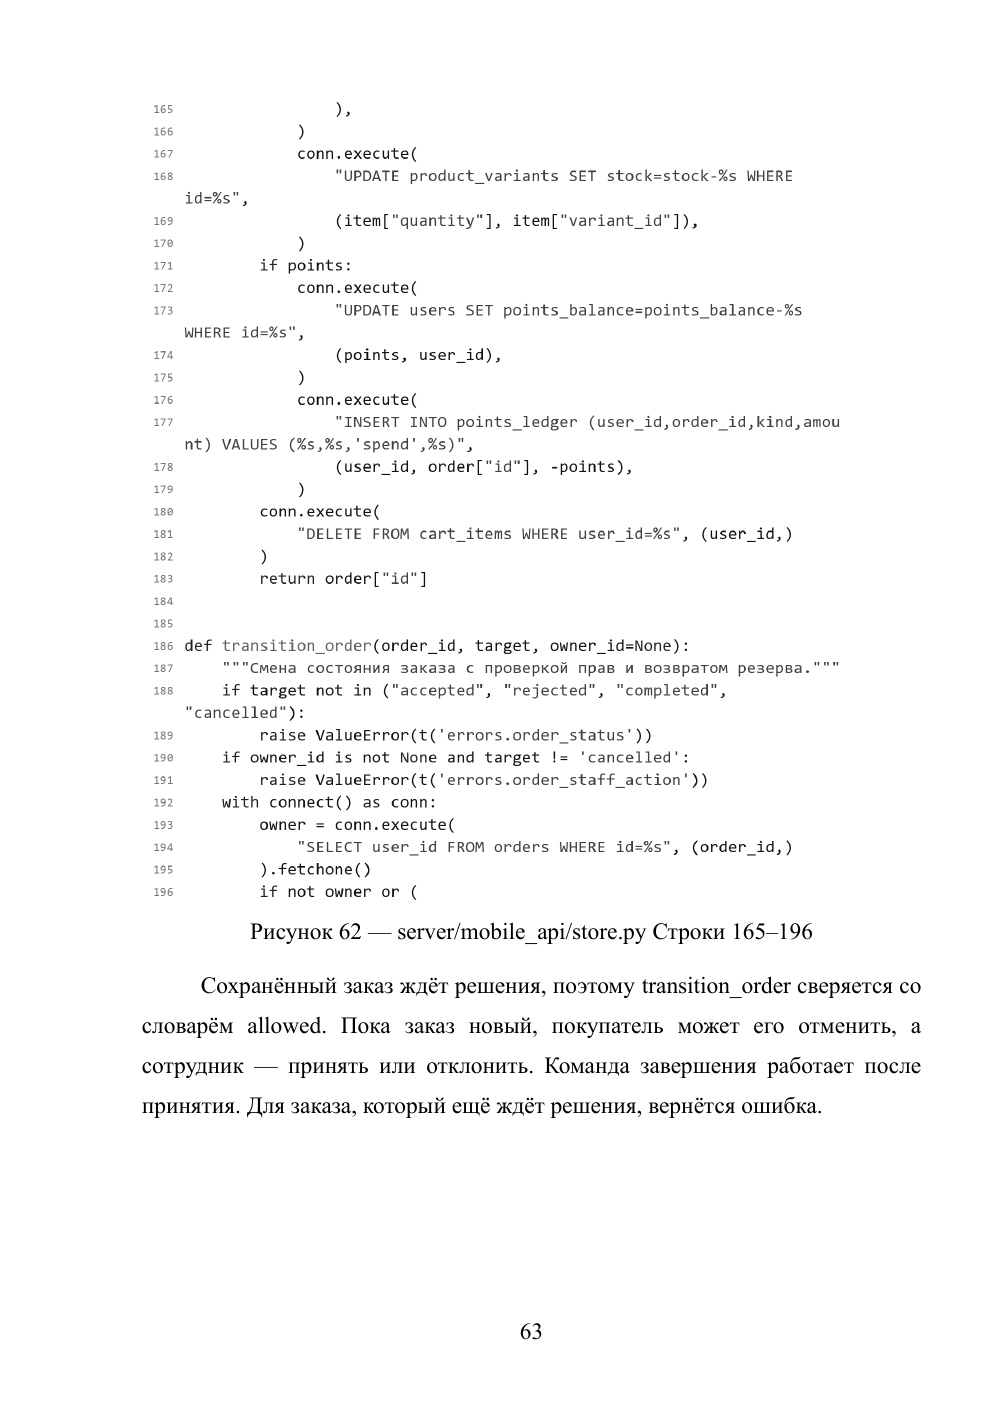 165                 ),
166             )
167             conn.execute(
168                 "UPDATE product_variants SET stock=stock-%s WHERE
id=%s",
169                 (item["quantity"], item["variant_id"]),
170             )
171         if points:
172             conn.execute(
173                 "UPDATE users SET points_balance=points_balance-%s
WHERE id=%s",
174                 (points, user_id),
175             )
176             conn.execute(
177                 "INSERT INTO points_ledger (user_id,order_id,kind,amou
nt) VALUES (%s,%s,'spend',%s)",
178                 (user_id, order["id"], -points),
179             )
180         conn.execute(
181             "DELETE FROM cart_items WHERE user_id=%s", (user_id,)
182         )
183         return order["id"]
184
185
186 def transition_order(order_id, target, owner_id=None):
187     """Смена состояния заказа с проверкой прав и возвратом резерва."""
188     if target not in ("accepted", "rejected", "completed",
"cancelled"):
189         raise ValueError(t('errors.order_status'))
190     if owner_id is not None and target != 'cancelled':
191         raise ValueError(t('errors.order_staff_action'))
192     with connect() as conn:
193         owner = conn.execute(
194             "SELECT user_id FROM orders WHERE id=%s", (order_id,)
195         ).fetchone()
196         if not owner or (
Рисунок 62 — server/mobile_api/store.py Строки 165–196
Сохранённый заказ ждёт решения, поэтому transition_order сверяется со
словарём allowed. Пока заказ новый, покупатель может его отменить, а
сотрудник — принять или отклонить. Команда завершения работает после
принятия. Для заказа, который ещё ждёт решения, вернётся ошибка.
63